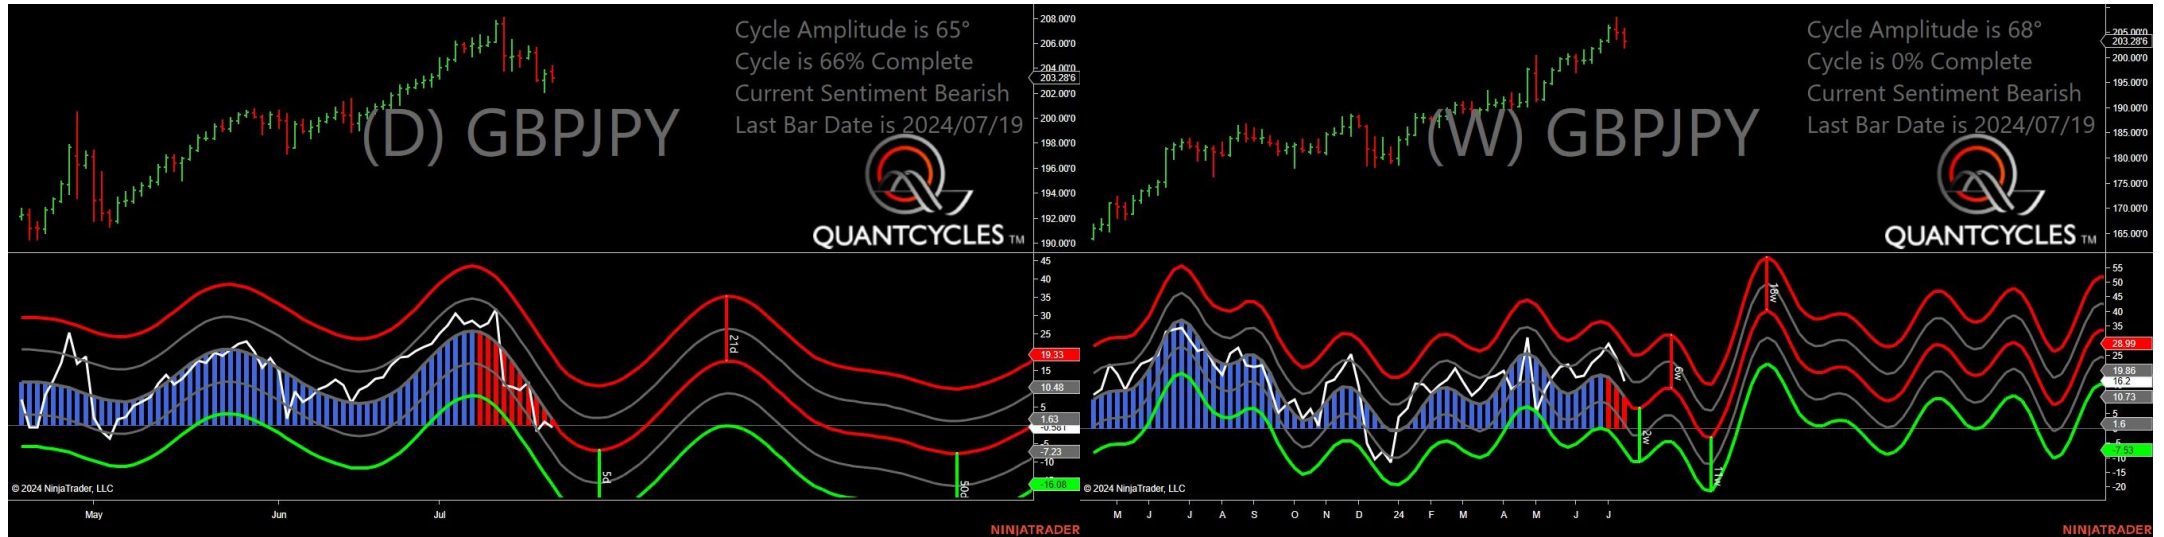 Cycle Amplitude is 65°
Cycle is 66% Complete
Current Sentiment Bearish
Last Bar Date is 2024/07/19
(D) GBPJPY
QUANTCYCLES TM
208.00'0
206.00'0
204.00'0
203.28'6
202.00'0
200.00'0
198.00'0
196.00'0
194.00'0
192.00'0
190.00'0
45
40
35
30
25
19.33
15
10.48
5
1.63
-0.561
-5
-7.23
-10
-16.08
21d
5d
50d
© 2024 NinjaTrader, LLC
May
Jun
Jul
NINJATRADER
Cycle Amplitude is 68°
Cycle is 0% Complete
Current Sentiment Bearish
Last Bar Date is 2024/07/19
(W) GBPJPY
QUANTCYCLES TM
205.00'0
203.28'6
200.00'0
195.00'0
190.00'0
185.00'0
180.00'0
175.00'0
170.00'0
165.00'0
55
50
45
40
35
28.99
25
19.86
16.2
10.73
5
1.6
-5
-7.53
-10
-15
-20
18w
6w
2w
11w
© 2024 NinjaTrader, LLC
M
J
J
A
S
O
N
D
24
F
M
A
M
J
J
NINJATRADER